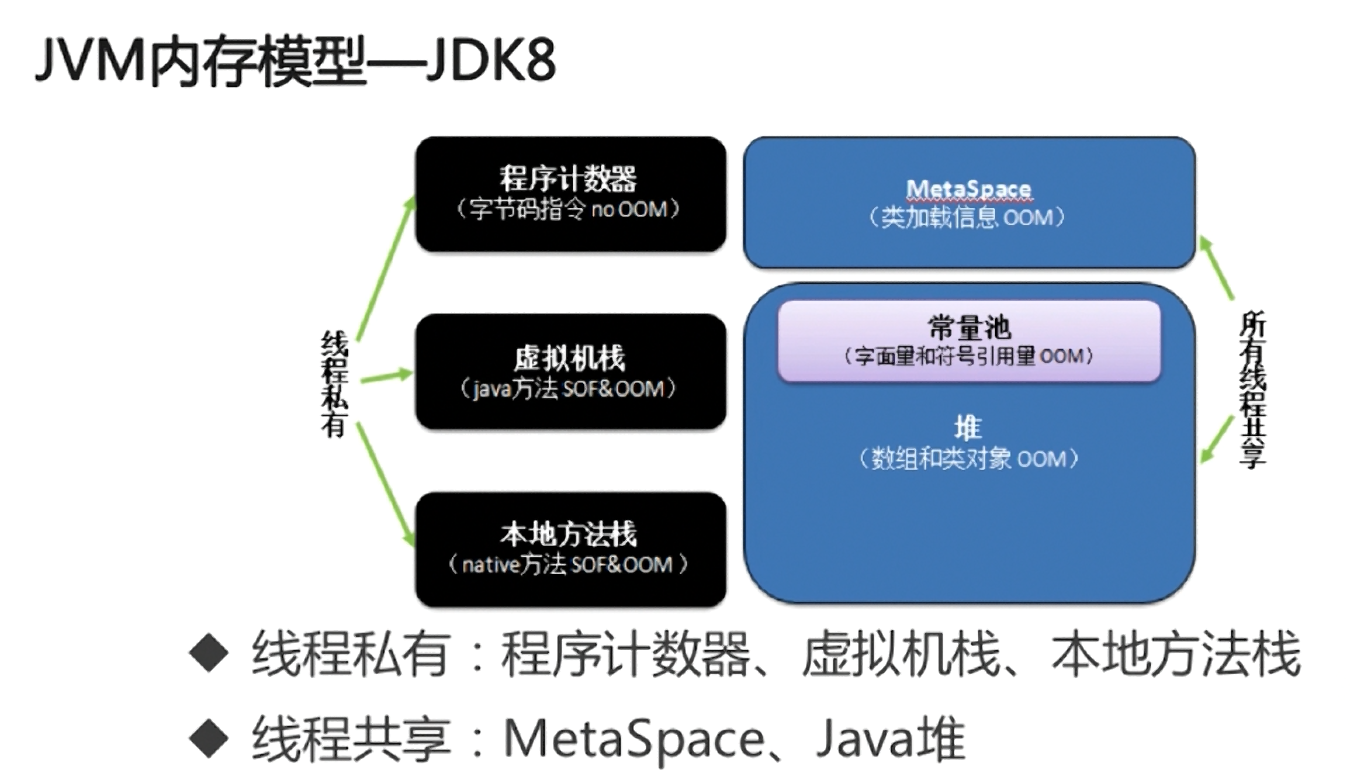 JVM内存模型—JDK8
程序计数器
（字节码指令 no OOM）
MetaSpace
（类加载信息 OOM）
线程私有
虚拟机栈
（java方法 SOF&OOM）
常量池
（字面量和符号引用量 OOM）
堆
（数组和类对象 OOM）
所有线程共享
本地方法栈
（native方法 SOF&OOM ）
◆ 线程私有：程序计数器、虚拟机栈、本地方法栈
◆ 线程共享：MetaSpace、Java堆